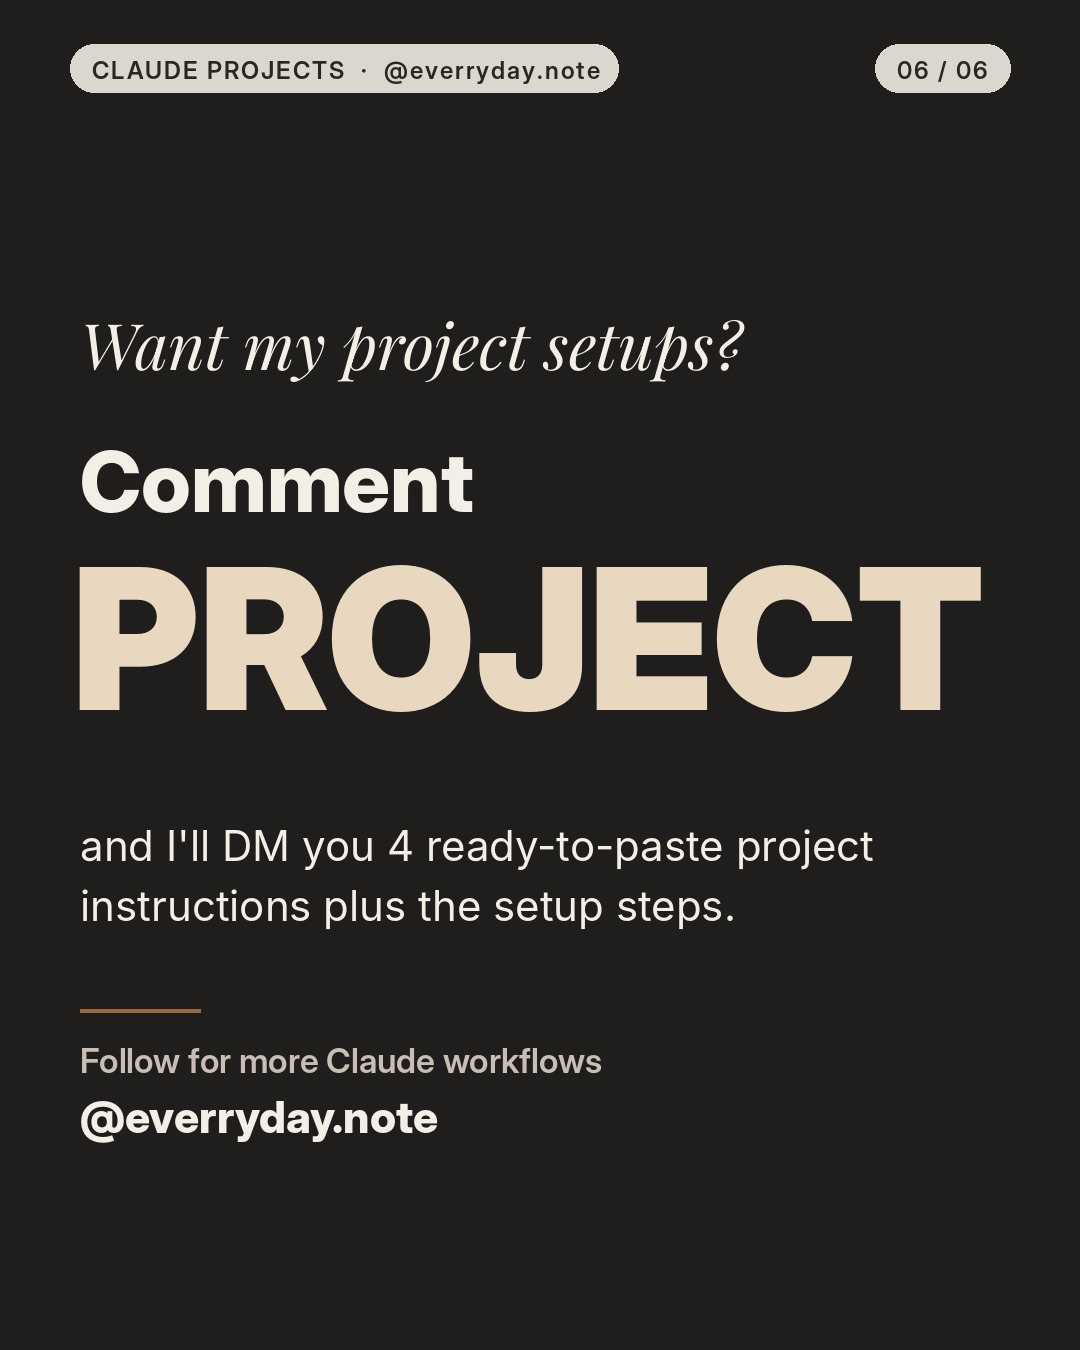 CLAUDE PROJECTS · @everryday.note
06 / 06
Want my project setups?
Comment
PROJECT
and I'll DM you 4 ready-to-paste project
instructions plus the setup steps.
Follow for more Claude workflows
@everryday.note